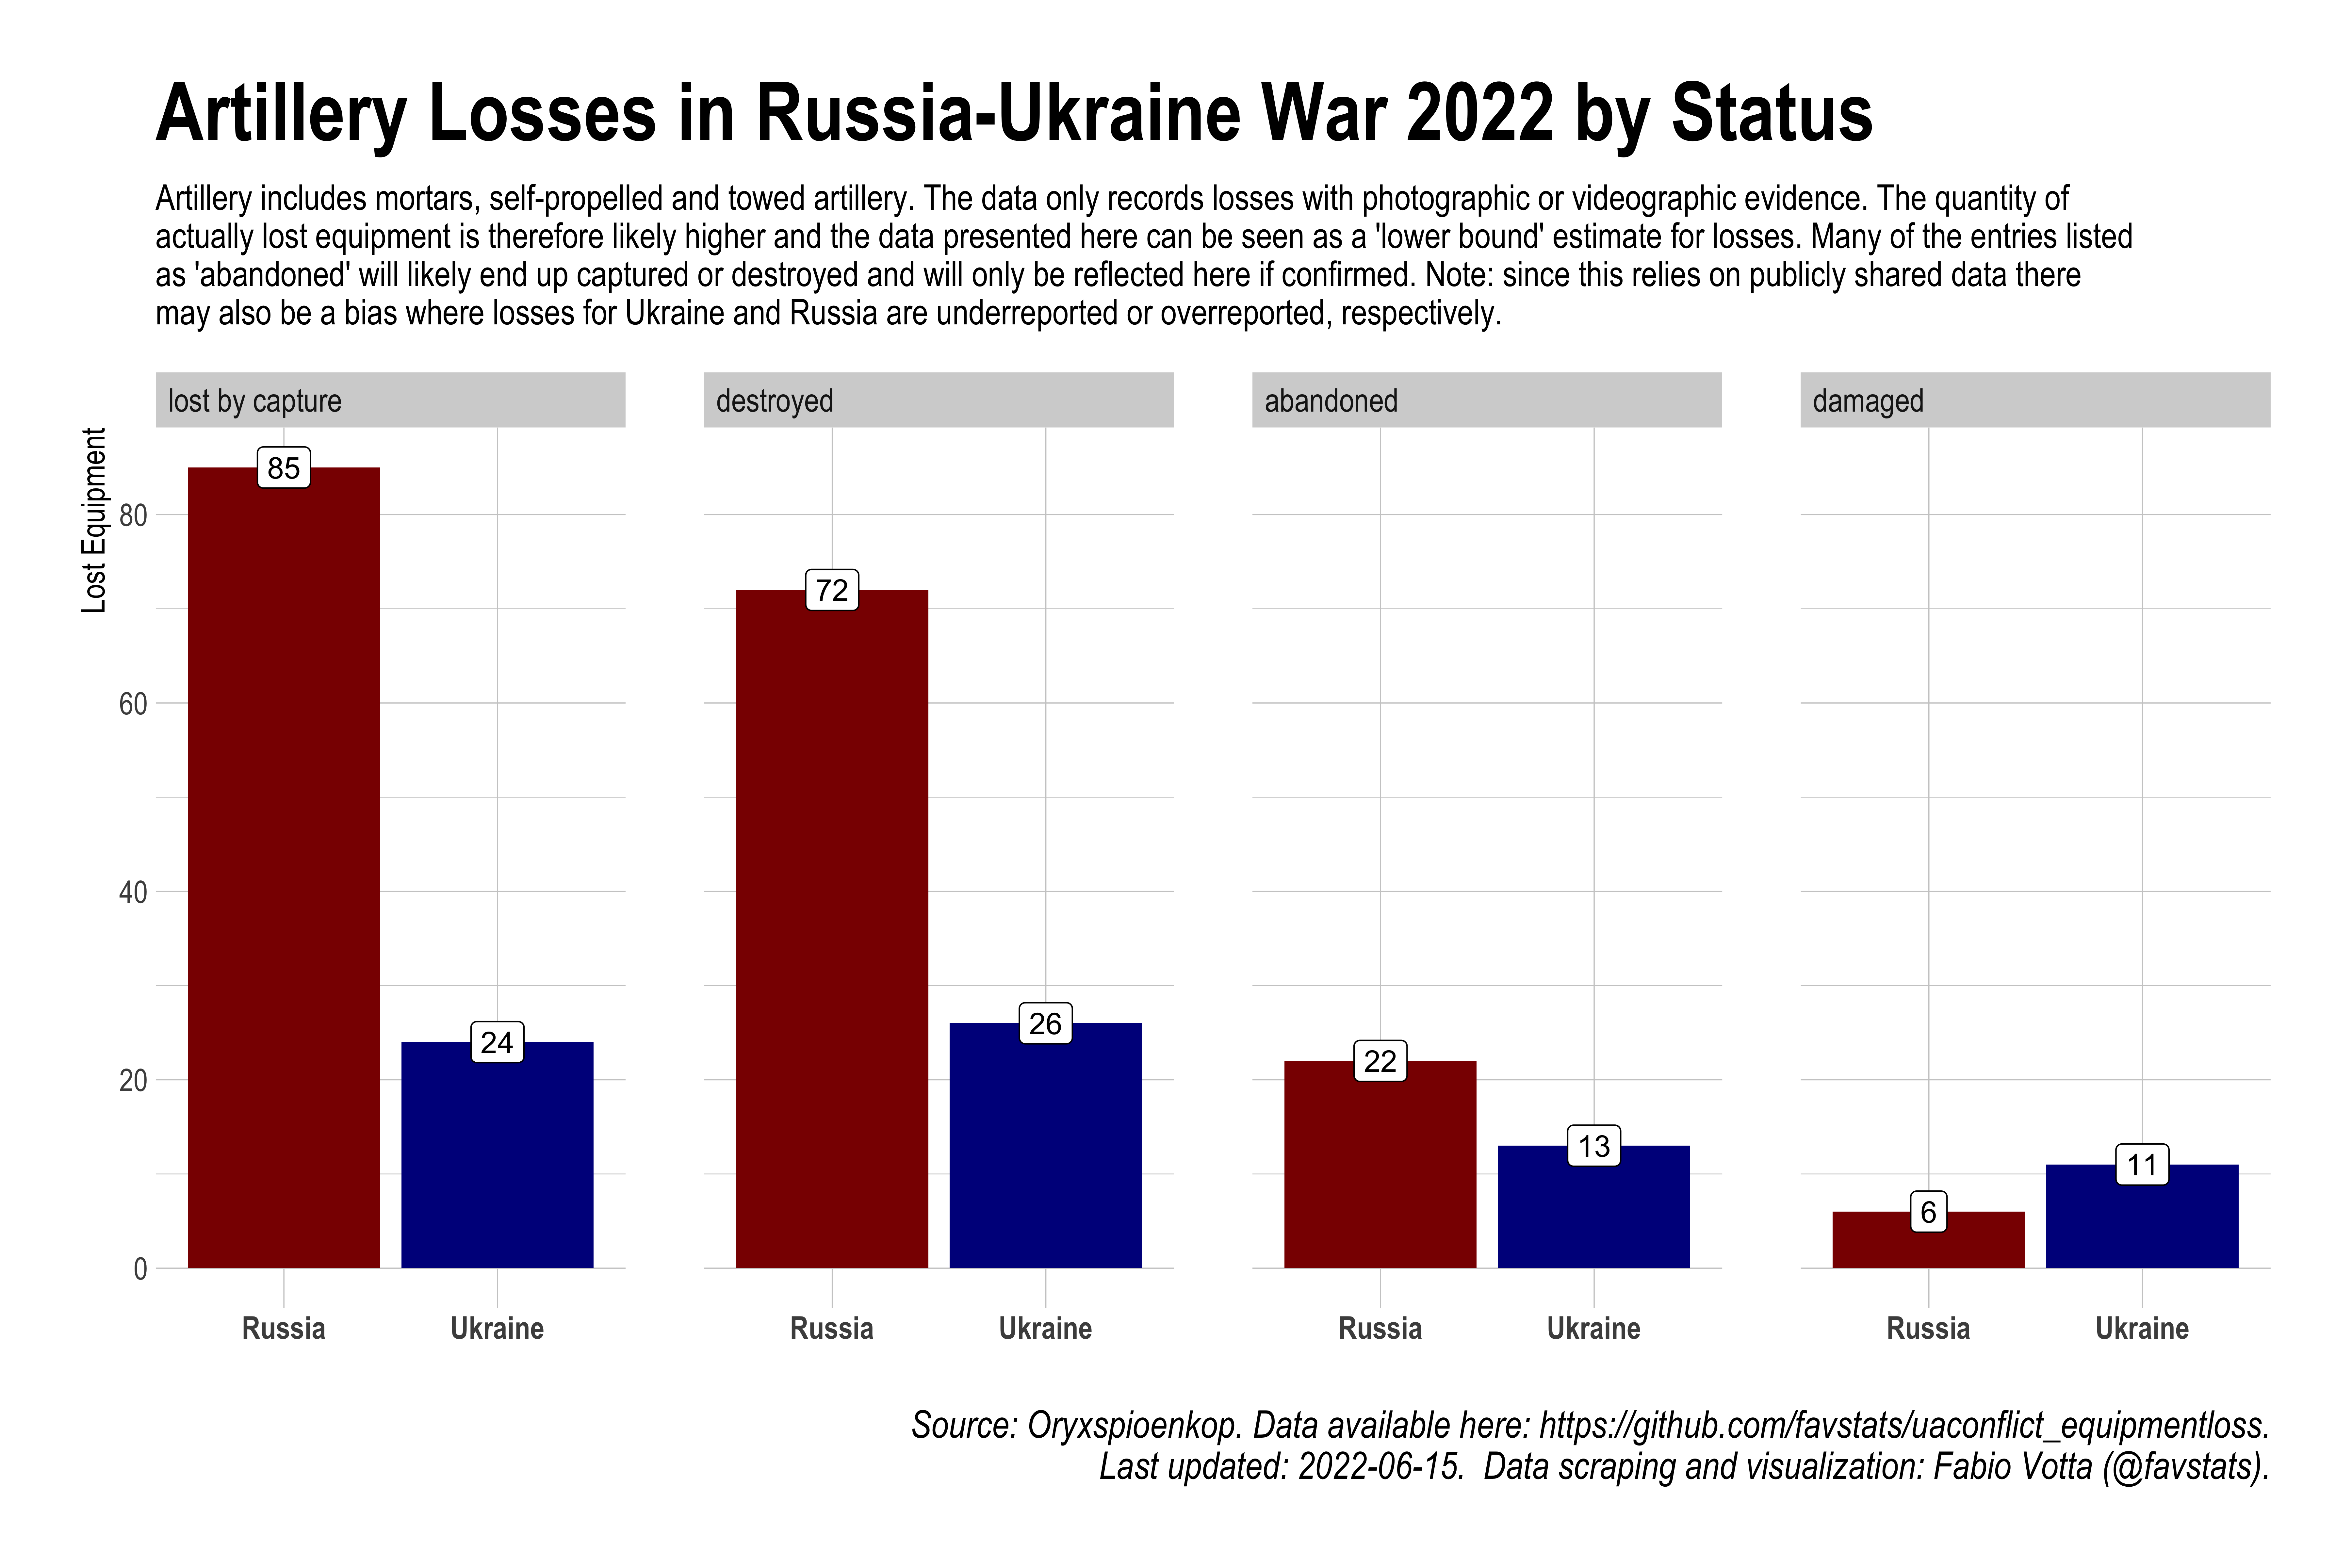 Artillery Losses in Russia-Ukraine War 2022 by Status
Artillery includes mortars, self-propelled and towed artillery. The data only records losses with photographic or videographic evidence. The quantity of
actually lost equipment is therefore likely higher and the data presented here can be seen as a 'lower bound' estimate for losses. Many of the entries listed
as 'abandoned' will likely end up captured or destroyed and will only be reflected here if confirmed. Note: since this relies on publicly shared data there
may also be a bias where losses for Ukraine and Russia are underreported or overreported, respectively.
lost by capture
destroyed
abandoned
damaged
Lost Equipment
80
60
40
20
0
85
24
72
26
22
13
6
11
Russia
Ukraine
Russia
Ukraine
Russia
Ukraine
Russia
Ukraine
Source: Oryxspioenkop. Data available here: https://github.com/favstats/uaconflict_equipmentloss.
Last updated: 2022-06-15.  Data scraping and visualization: Fabio Votta (@favstats).